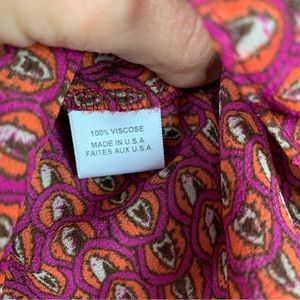 100% VISCOSE
MADE IN U.S.A.
FAITES AUX U.S.A.